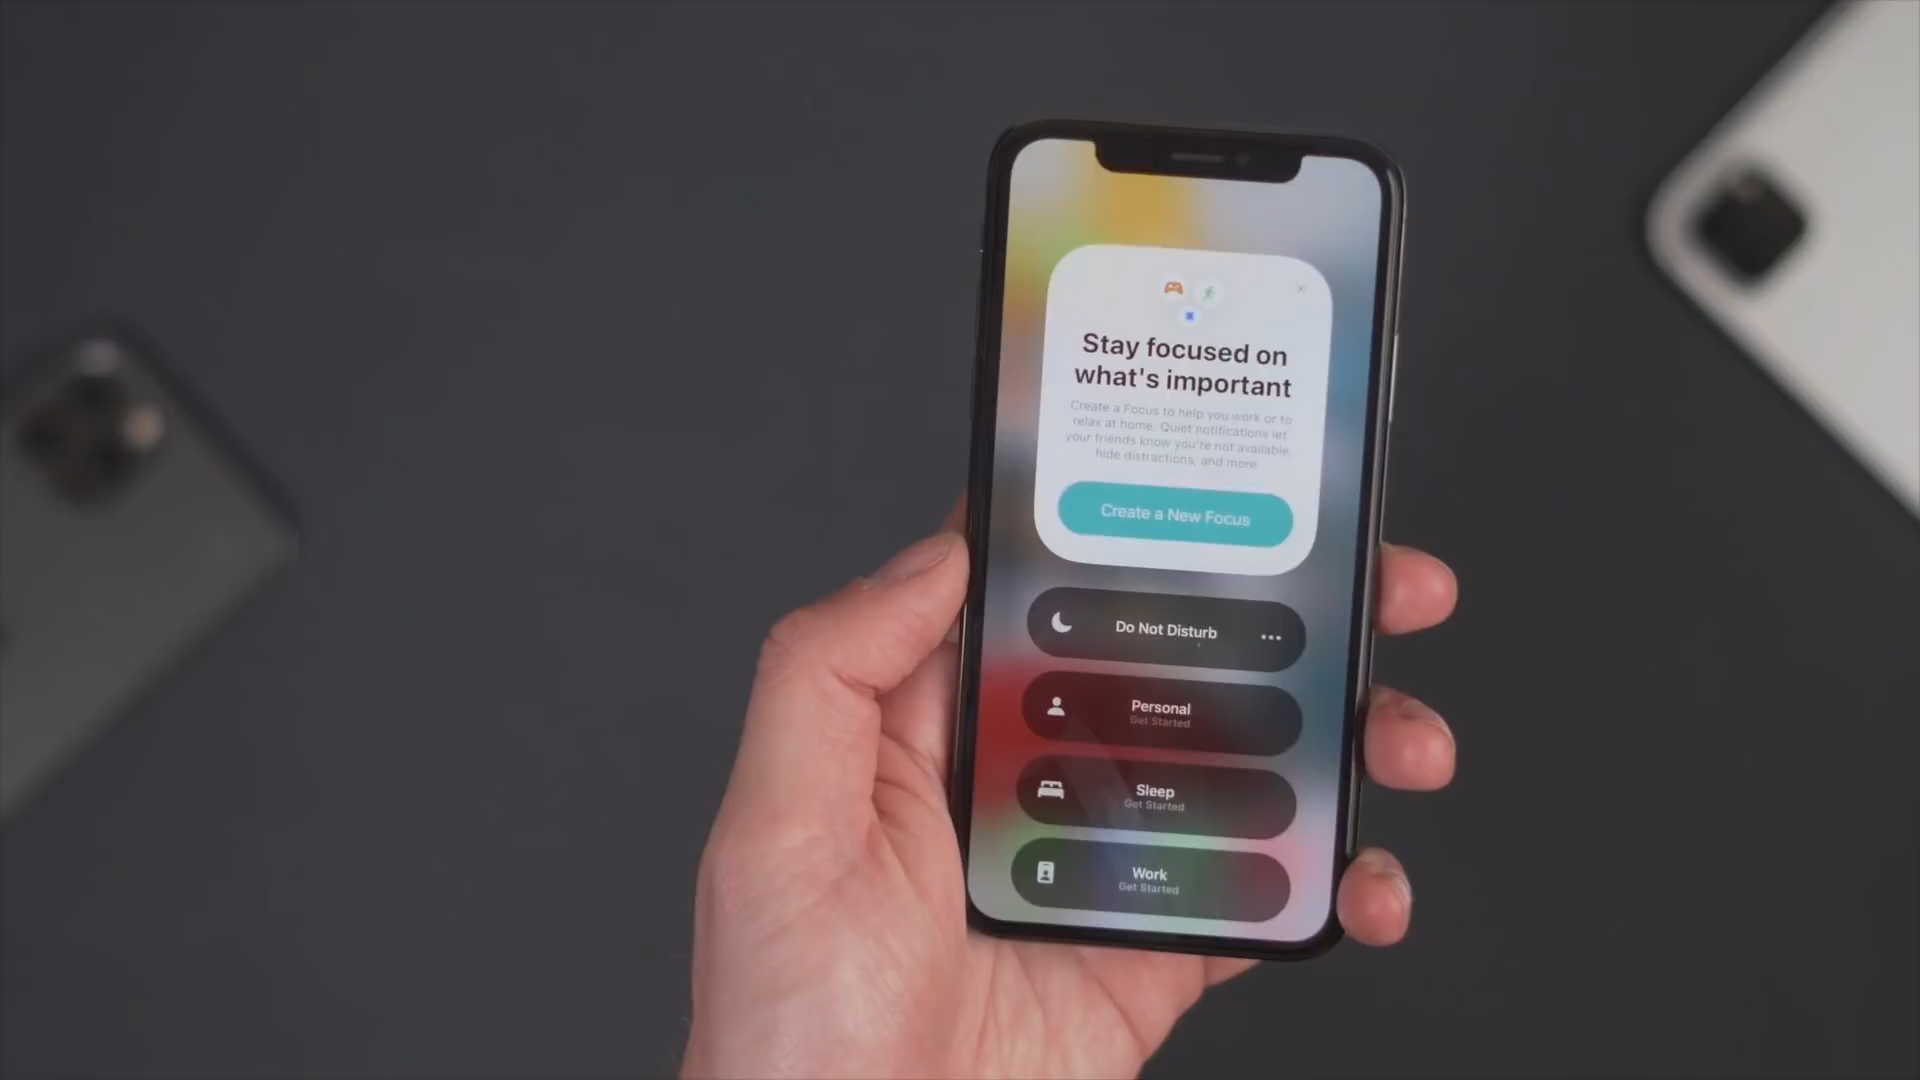 Stay focused on
what's important
Create a Focus to help you work or to
relax at home. Quiet notifications let
your friends know you're not available,
hide distractions, and more.
Create a New Focus
Do Not Disturb
Personal
Get Started
Sleep
Get Started
Work
Get Started